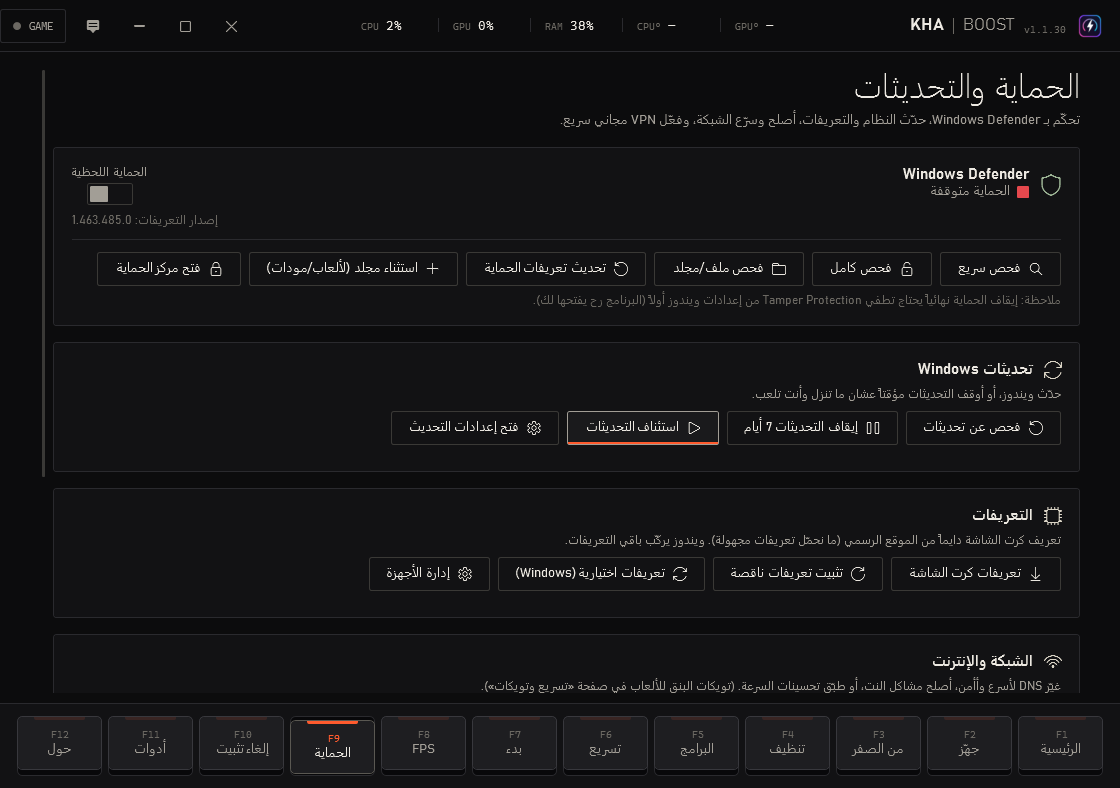 KHA | BOOST v1.1.30
CPU 2% GPU 0% RAM 38% CPU° — GPU° —
GAME
الحماية والتحديثات
تحكّم بـ Windows Defender، حدّث النظام والتعريفات، أصلح وسرّع الشبكة، وفعّل VPN مجاني سريع.
Windows Defender
الحماية متوقفة
الحماية اللحظية
إصدار التعريفات: 1.463.485.0
فحص سريع
فحص كامل
فحص ملف/مجلد
تحديث تعريفات الحماية
استثناء مجلد (لألعاب/مودات)
فتح مركز الحماية
ملاحظة: إيقاف الحماية نهائياً يحتاج تطفي Tamper Protection من إعدادات ويندوز أولاً (البرنامج رح يفتحها لك).
تحديثات Windows
حدّث ويندوز، أو أوقف التحديثات مؤقتاً عشان ما تنزل وأنت تلعب.
فحص عن تحديثات
إيقاف التحديثات 7 أيام
استئناف التحديثات
فتح إعدادات التحديث
التعريفات
تعريف كرت الشاشة دايماً من الموقع الرسمي (ما نحمّل تعريفات مجهولة). ويندوز يركّب باقي التعريفات.
تعريفات كرت الشاشة
تثبيت تعريفات ناقصة
تعريفات اختيارية (Windows)
إدارة الأجهزة
الشبكة والإنترنت
غيّر DNS لأسرع وأأمن، أصلح مشاكل النت، أو طبّق تحسينات السرعة. (تويكات البنق للألعاب في صفحة «تسريع وتويكات»).
F1 الرئيسية
F2 جهّز
F3 من الصفر
F4 تنظيف
F5 البرامج
F6 تسريع
F7 بدء
F8 FPS
F9 الحماية
F10 إلغاء تثبيت
F11 أدوات
F12 حول